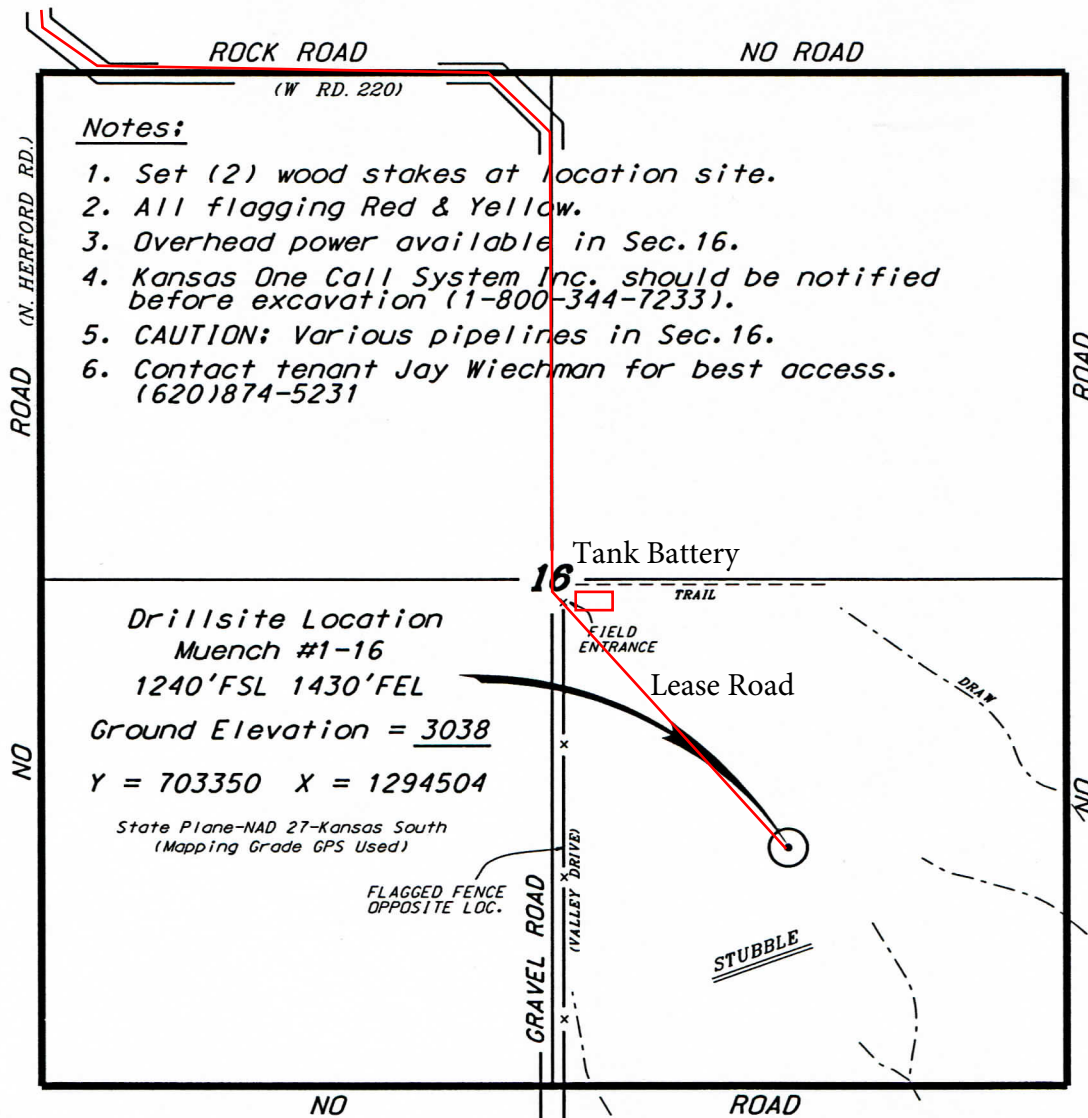 ROCK ROAD
NO ROAD
(W RD. 220)
Notes:
1. Set (2) wood stakes at location site.
2. All flagging Red & Yellow.
3. Overhead power available in Sec. 16.
4. Kansas One Call System Inc. should be notified
before excavation (1-800-344-7233).
5. CAUTION: Various pipelines in Sec. 16.
6. Contact tenant Jay Wiechman for best access.
(620)874-5231
(N. HERFORD RD.)
ROAD
NO
ROAD
NO
Tank Battery
16
TRAIL
FIELD
ENTRANCE
Drillsite Location
Muench #1-16
1240'FSL 1430'FEL
Ground Elevation = 3038
Y = 703350 X = 1294504
State Plane-NAD 27-Kansas South
(Mapping Grade GPS Used)
Lease Road
DRAW
FLAGGED FENCE
OPPOSITE LOC.
GRAVEL ROAD
(VALLEY DRIVE)
STUBBLE
NO
ROAD